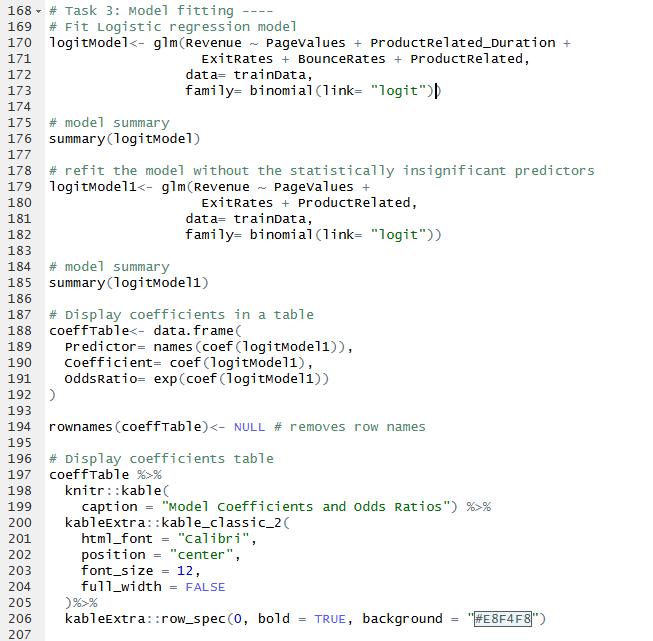 168 # Task 3: Model fitting ----
169 # Fit Logistic regression model
170 logitModel<- glm(Revenue ~ PageValues + ProductRelated_Duration +
171                    ExitRates + BounceRates + ProductRelated,
172                  data= trainData,
173                  family= binomial(link= "logit"))
174
175 # model summary
176 summary(logitModel)
177
178 # refit the model without the statistically insignificant predictors
179 logitModel1<- glm(Revenue ~ PageValues +
180                    ExitRates + ProductRelated,
181                  data= trainData,
182                  family= binomial(link= "logit"))
183
184 # model summary
185 summary(logitModel1)
186
187 # Display coefficients in a table
188 coeffTable<- data.frame(
189   Predictor= names(coef(logitModel1)),
190   Coefficient= coef(logitModel1),
191   OddsRatio= exp(coef(logitModel1))
192 )
193
194 rownames(coeffTable)<- NULL # removes row names
195
196 # Display coefficients table
197 coeffTable %>%
198   knitr::kable(
199     caption = "Model Coefficients and Odds Ratios") %>%
200   kableExtra::kable_classic_2(
201     html_font = "Calibri",
202     position = "center",
203     font_size = 12,
204     full_width = FALSE
205   )%>%
206   kableExtra::row_spec(0, bold = TRUE, background = "#E8F4F8")
207